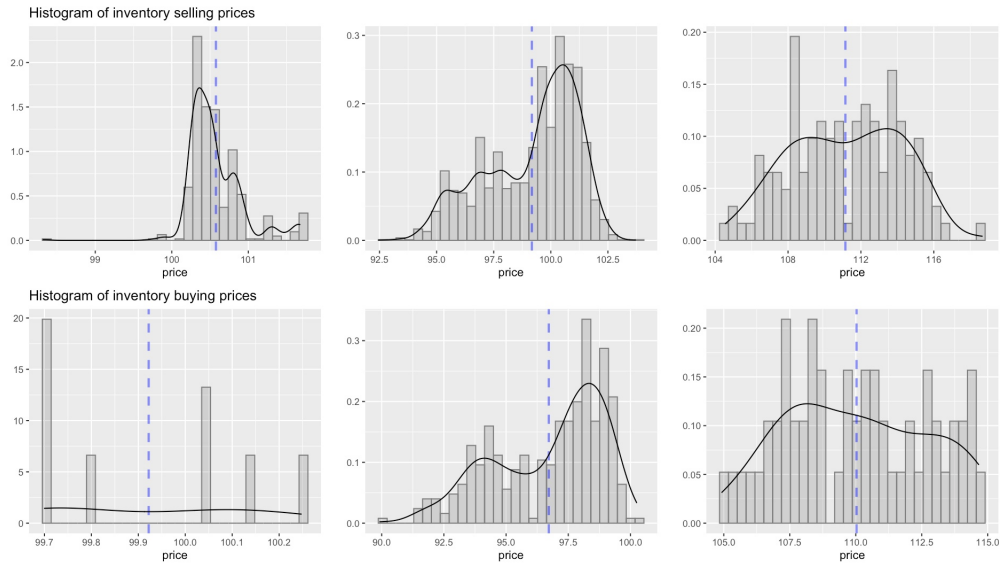 Histogram of inventory selling prices
2.0
1.5
1.0
0.5
0.0
99 100 101
price
0.3
0.2
0.1
0.0
92.5 95.0 97.5 100.0 102.5
price
0.20
0.15
0.10
0.05
0.00
104 108 112 116
price
Histogram of inventory buying prices
20
15
10
5
0
99.7 99.8 99.9 100.0 100.1 100.2
price
0.3
0.2
0.1
0.0
90.0 92.5 95.0 97.5 100.0
price
0.20
0.15
0.10
0.05
0.00
105.0 107.5 110.0 112.5 115.0
price